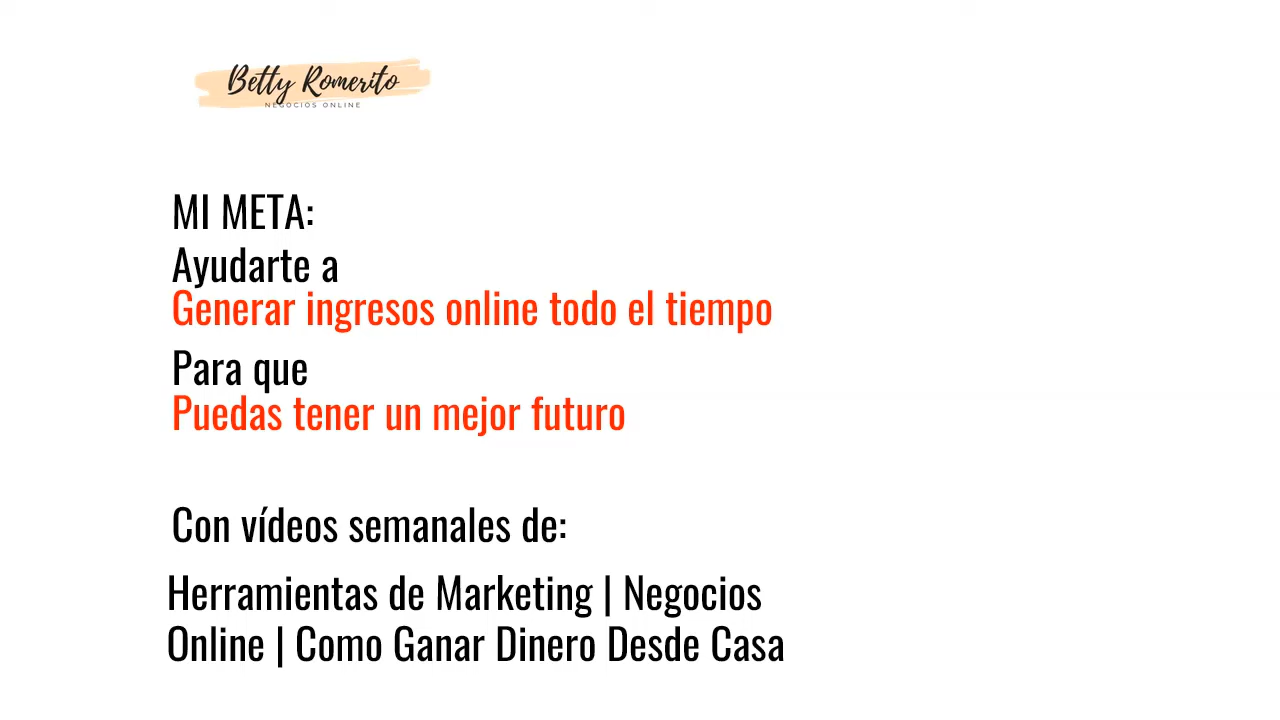 Betty Romerito
NEGOCIOS ONLINE
MI META:
Ayudarte a
Generar ingresos online todo el tiempo
Para que
Puedas tener un mejor futuro
Con vídeos semanales de:
Herramientas de Marketing | Negocios
Online | Como Ganar Dinero Desde Casa